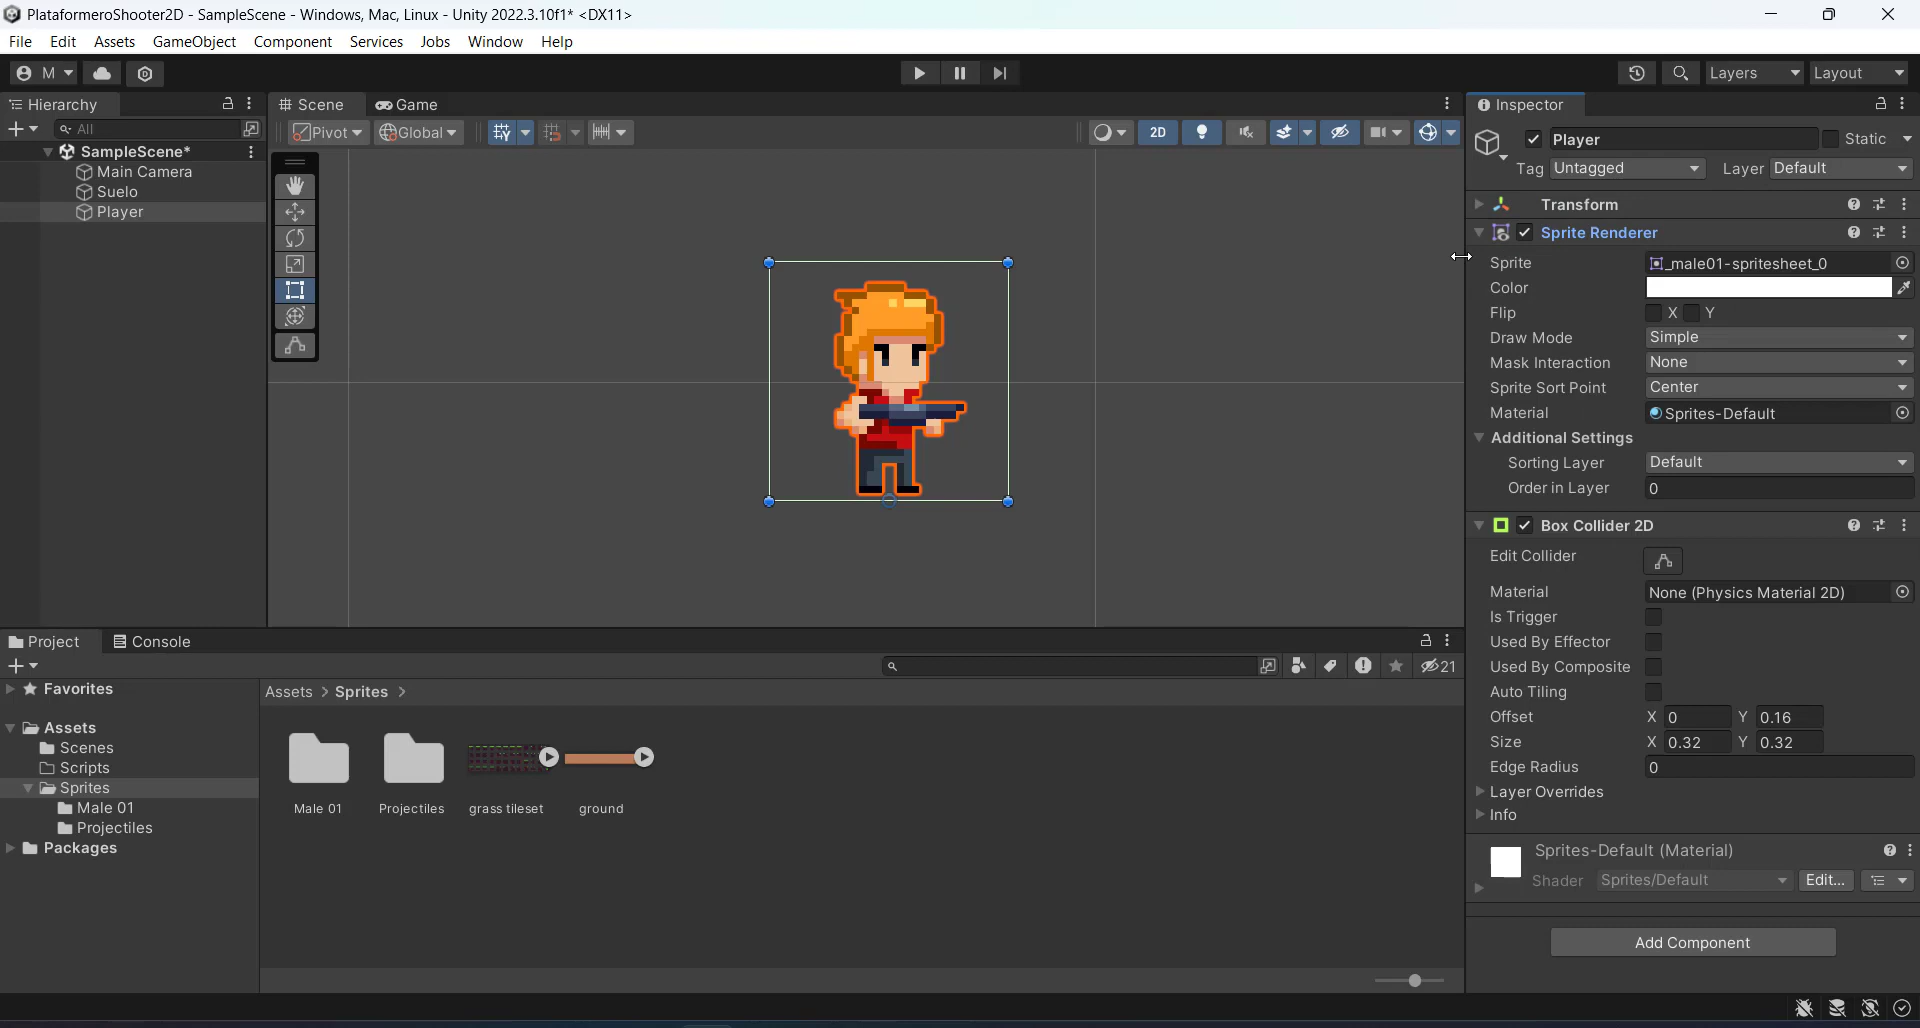 PlataformeroShooter2D - SampleScene - Windows, Mac, Linux - Unity 2022.3.10f1* <DX11>
File Edit Assets GameObject Component Services Jobs Window Help
M Layers Layout
Hierarchy
All
SampleScene*
Main Camera
Suelo
Player
Scene Game
Pivot Global 2D
Inspector
Player Static
Tag Untagged Layer Default
Transform
Sprite Renderer
Sprite _male01-spritesheet_0
Color
Flip X Y
Draw Mode Simple
Mask Interaction None
Sprite Sort Point Center
Material Sprites-Default
Additional Settings
Sorting Layer Default
Order in Layer 0
Box Collider 2D
Edit Collider
Material None (Physics Material 2D)
Is Trigger
Used By Effector
Used By Composite
Auto Tiling
Offset X 0 Y 0.16
Size X 0.32 Y 0.32
Edge Radius 0
Layer Overrides
Info
Sprites-Default (Material)
Shader Sprites/Default Edit...
Add Component
Project Console
21
Favorites
Assets
Scenes
Scripts
Sprites
Male 01
Projectiles
Packages
Assets > Sprites >
Male 01 Projectiles grass tileset ground